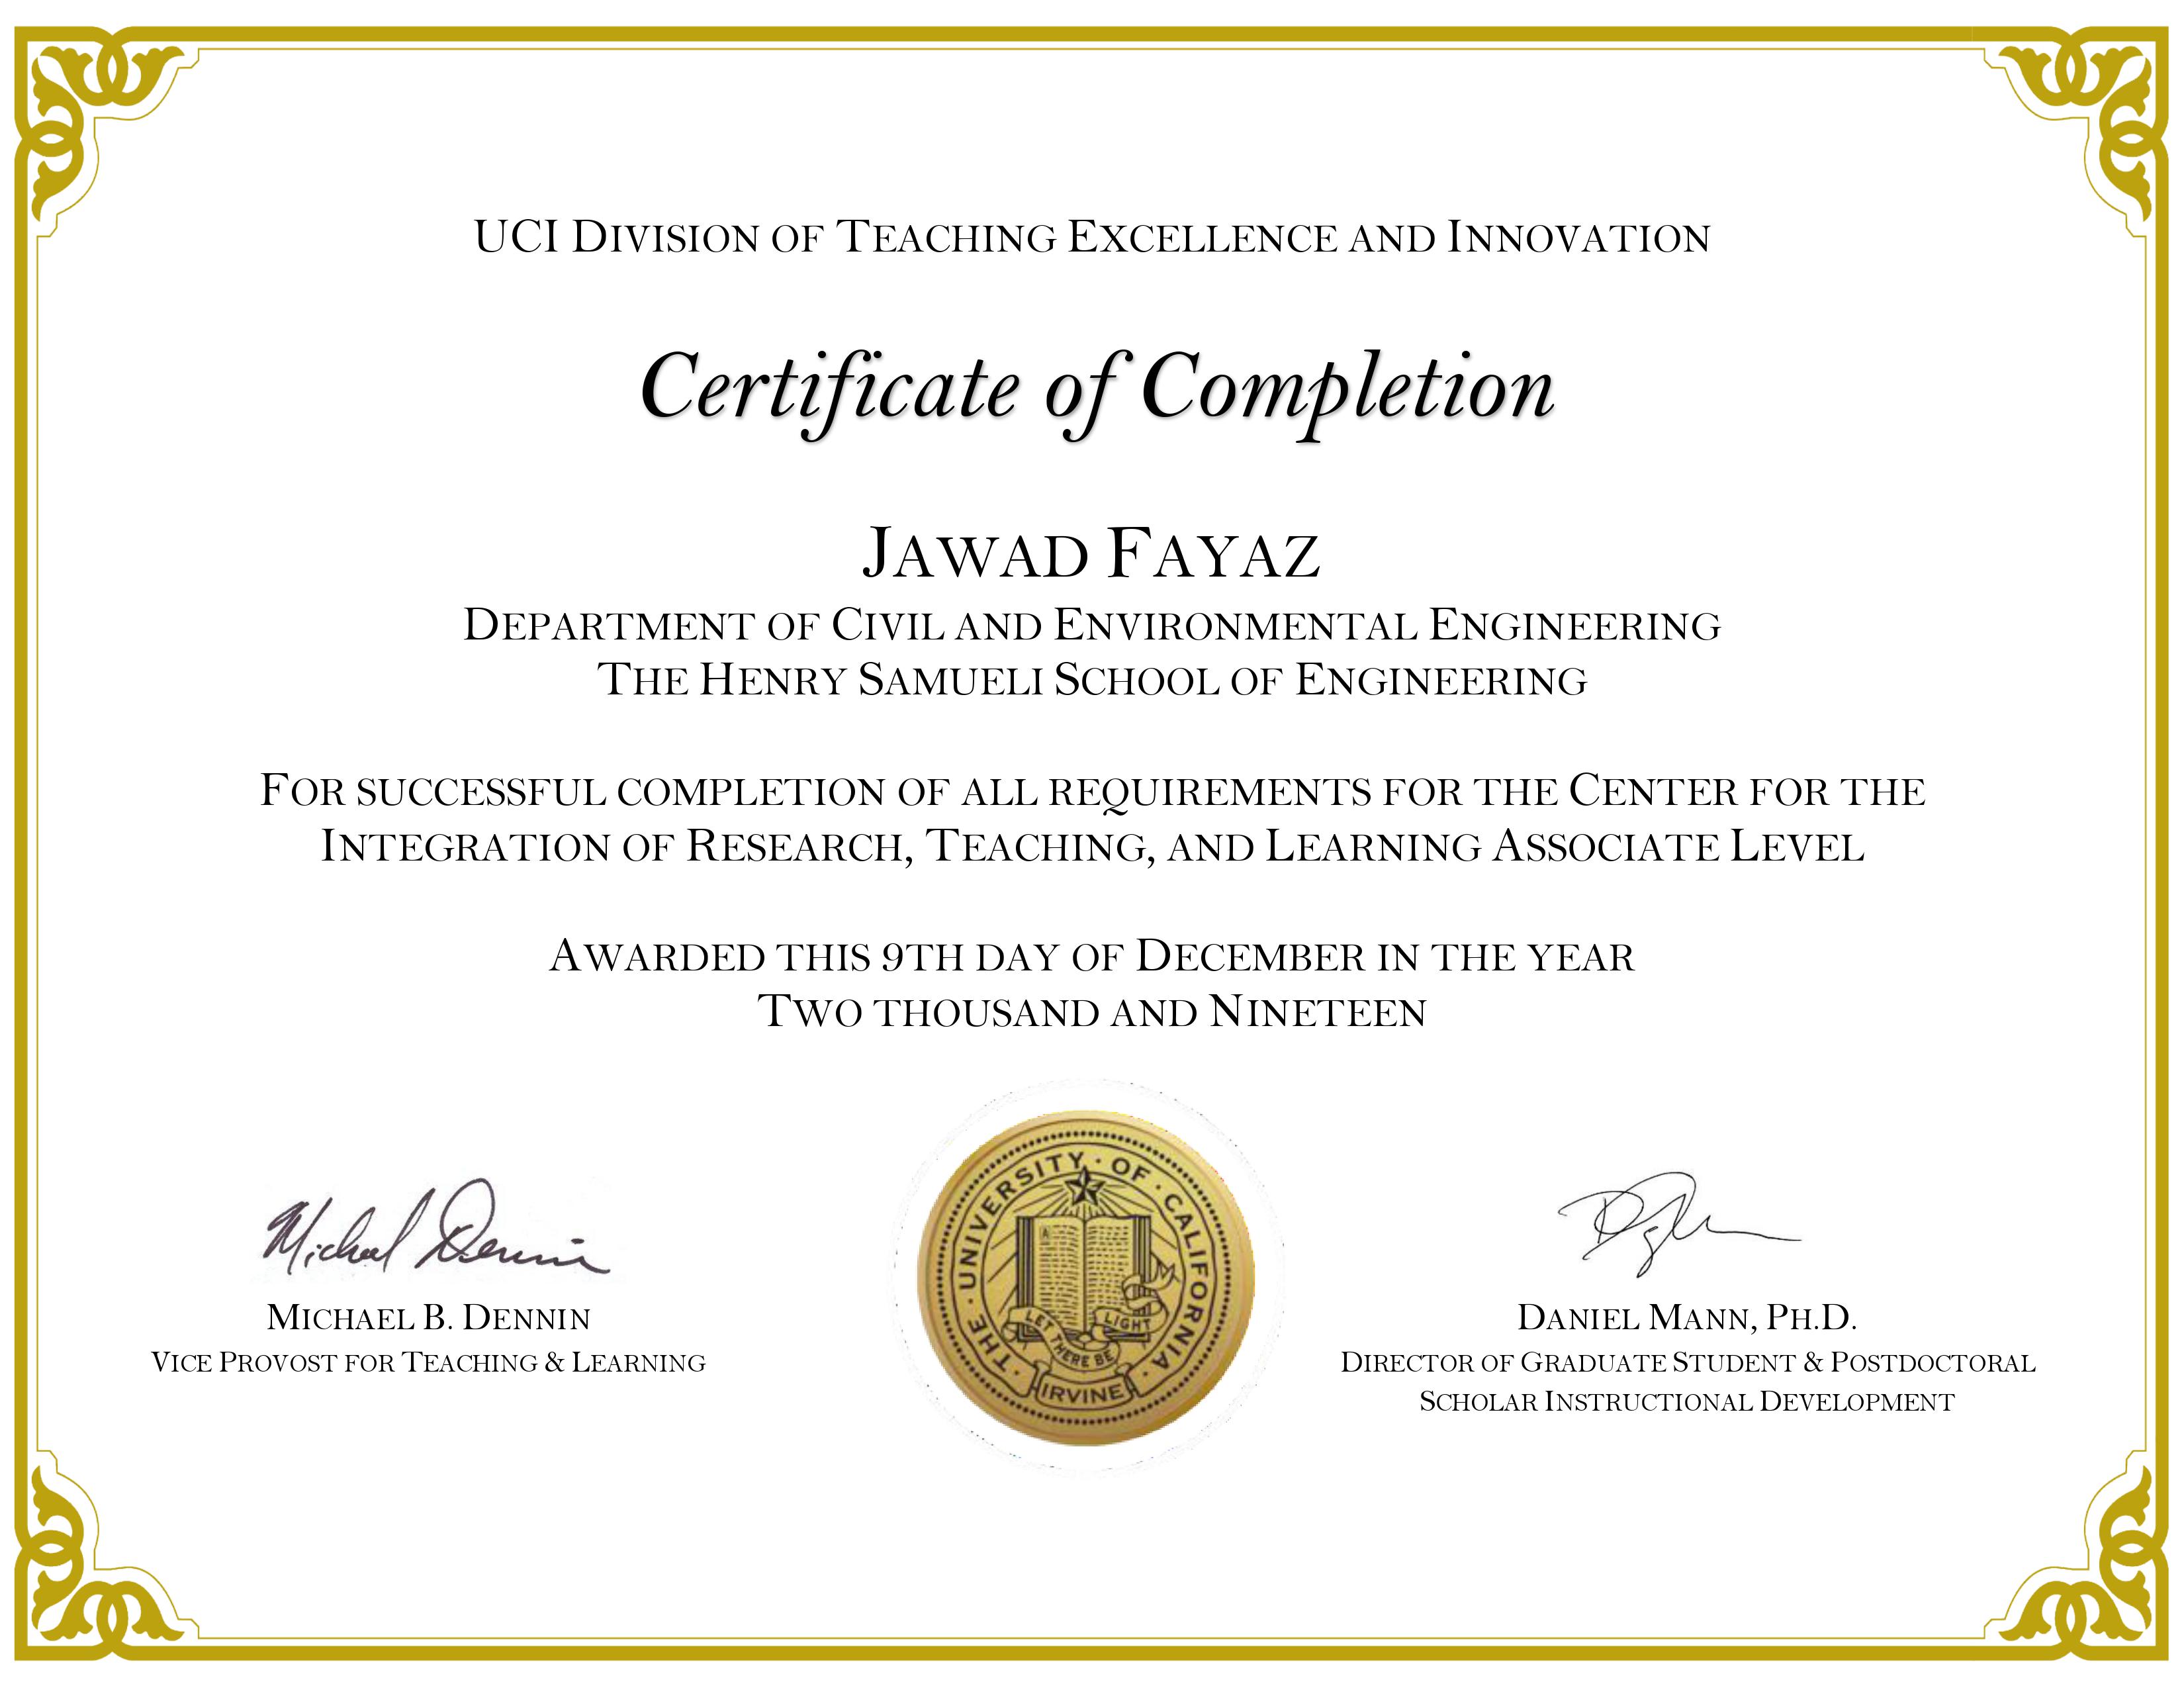 UCI DIVISION OF TEACHING EXCELLENCE AND INNOVATION
Certificate of Completion
JAWAD FAYAZ
DEPARTMENT OF CIVIL AND ENVIRONMENTAL ENGINEERING
THE HENRY SAMUELI SCHOOL OF ENGINEERING
FOR SUCCESSFUL COMPLETION OF ALL REQUIREMENTS FOR THE CENTER FOR THE
INTEGRATION OF RESEARCH, TEACHING, AND LEARNING ASSOCIATE LEVEL
AWARDED THIS 9TH DAY OF DECEMBER IN THE YEAR
TWO THOUSAND AND NINETEEN
Michael Dennin
MICHAEL B. DENNIN
VICE PROVOST FOR TEACHING & LEARNING
THE · UNIVERSITY · OF · CALIFORNIA
A
LET THERE BE LIGHT
IRVINE
DANIEL MANN, PH.D.
DIRECTOR OF GRADUATE STUDENT & POSTDOCTORAL
SCHOLAR INSTRUCTIONAL DEVELOPMENT